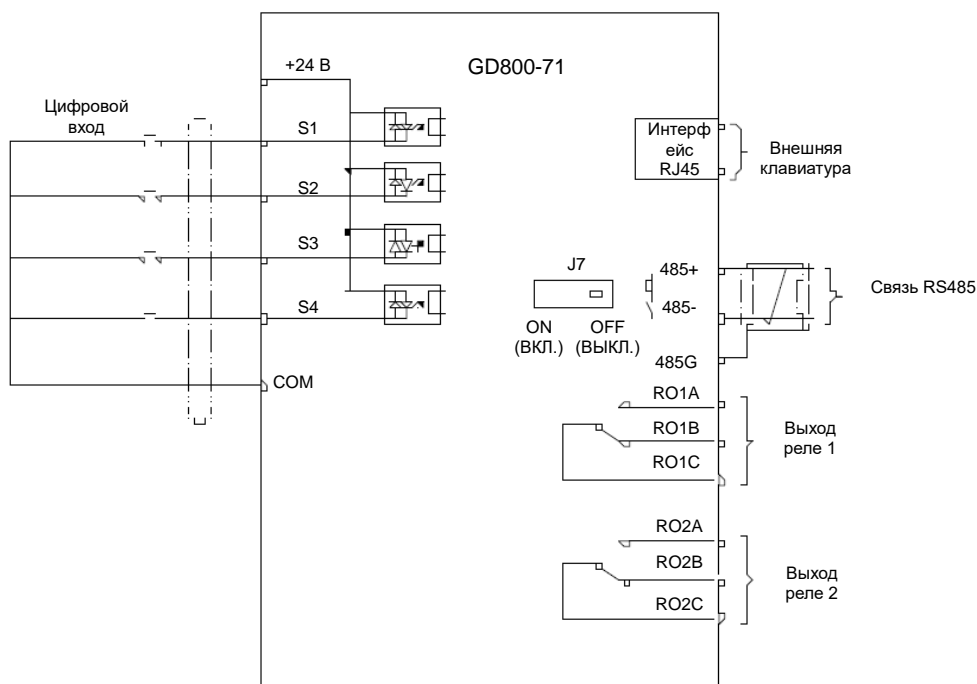 +24 В
GD800-71
Цифровой
вход
S1
S2
S3
S4
COM
Интерф
ейс
RJ45
Внешняя
клавиатура
J7
ON
(ВКЛ.)
OFF
(ВЫКЛ.)
485+
485-
485G
Связь RS485
RO1A
RO1B
RO1C
Выход
реле 1
RO2A
RO2B
RO2C
Выход
реле 2